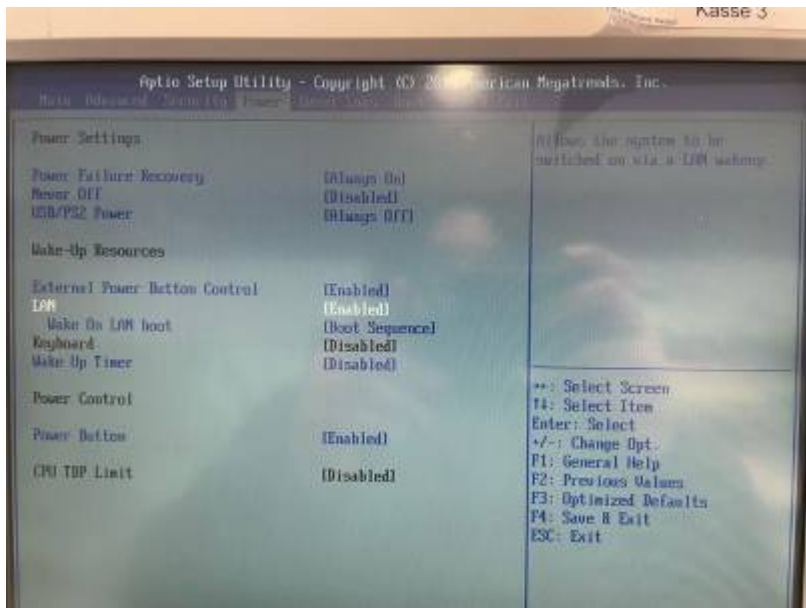 Kasse 3
Aptio Setup Utility - Copyright (C) American Megatrends, Inc.
Main Advanced Security Power
Power Settings
Allows the system to be
switched on via a LAN wakeup.
Power Failure Recovery [Always On]
Never Off [Disabled]
USB/PS2 Power [Always Off]
Wake-Up Resources
External Power Button Control [Enabled]
LAN [Enabled]
Wake On LAN boot [Boot Sequence]
Keyboard [Disabled]
Wake Up Timer [Disabled]
Power Control
Power Button [Enabled]
CPU TDP Limit [Disabled]
↔: Select Screen
↑↓: Select Item
Enter: Select
+/-: Change Opt.
F1: General Help
F2: Previous Values
F3: Optimized Defaults
F4: Save & Exit
ESC: Exit